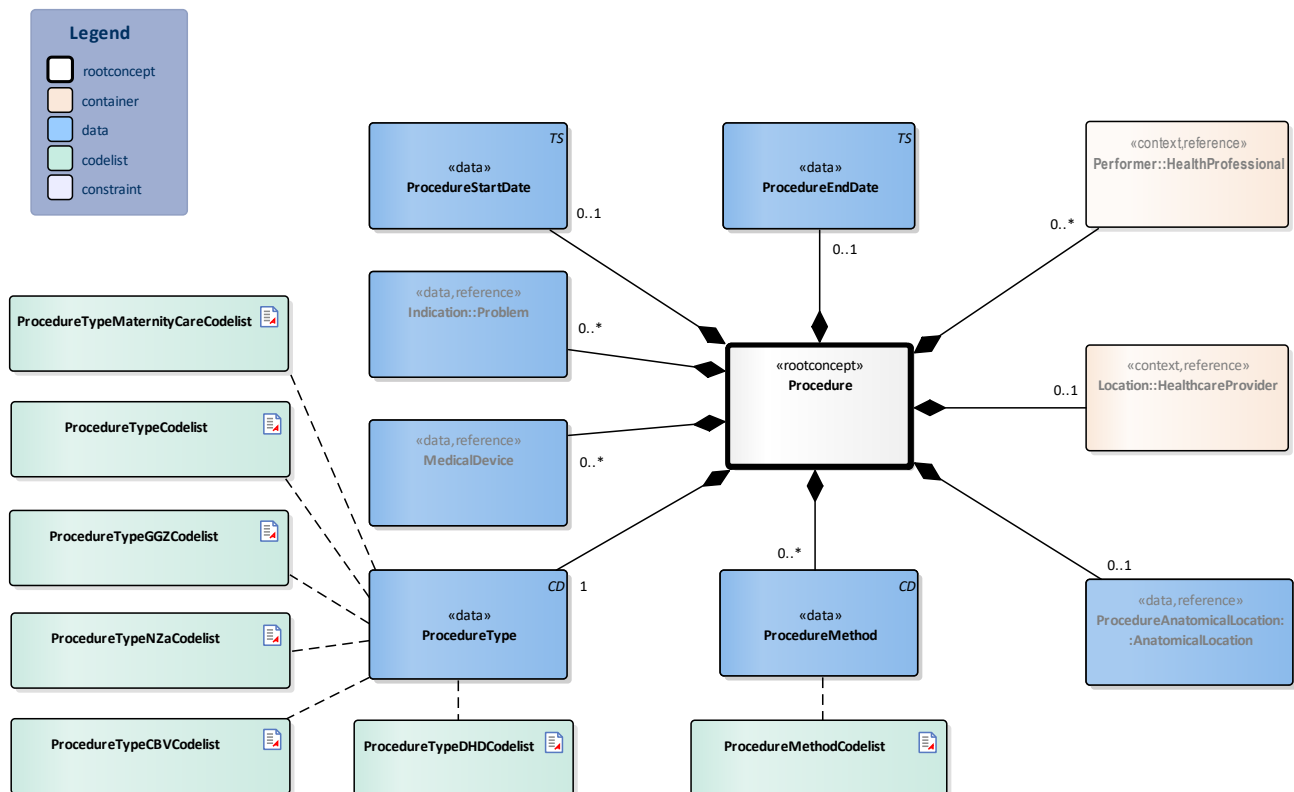 Legend
rootconcept
container
data
codelist
constraint
TS
«data»
ProcedureStartDate
0..1
TS
«data»
ProcedureEndDate
0..1
«context,reference»
Performer::HealthProfessional
0..*
«data,reference»
Indication::Problem
0..*
«rootconcept»
Procedure
«context,reference»
Location::HealthcareProvider
0..1
«data,reference»
MedicalDevice
0..*
ProcedureTypeMaternityCareCodelist
ProcedureTypeCodelist
ProcedureTypeGGZCodelist
ProcedureTypeNZaCodelist
ProcedureTypeCBVCodelist
CD
«data»
ProcedureType
1
0..*
CD
«data»
ProcedureMethod
0..1
«data,reference»
ProcedureAnatomicalLocation:
:AnatomicalLocation
ProcedureTypeDHDCodelist
ProcedureMethodCodelist